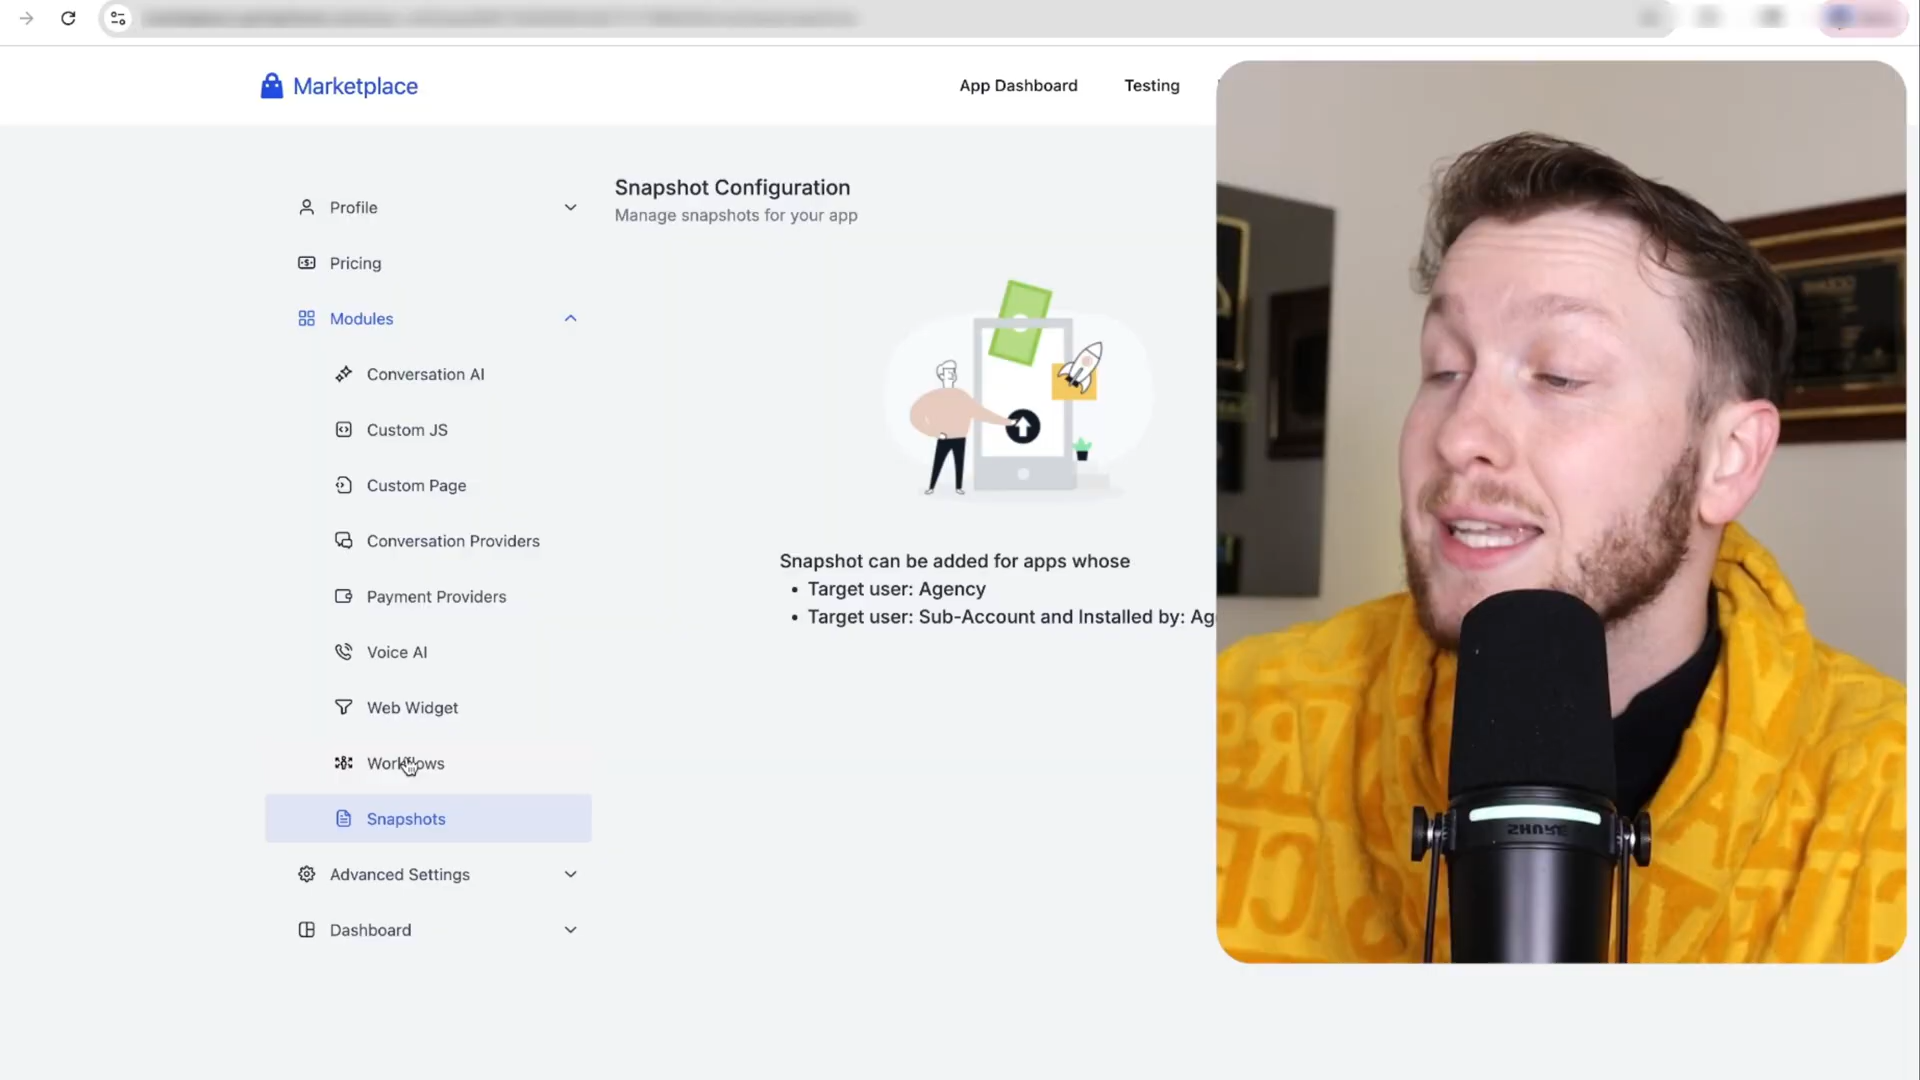 Marketplace
App Dashboard
Testing
Profile
Pricing
Modules
Conversation AI
Custom JS
Custom Page
Conversation Providers
Payment Providers
Voice AI
Web Widget
Workflows
Snapshots
Advanced Settings
Dashboard
Snapshot Configuration
Manage snapshots for your app
Snapshot can be added for apps whose
• Target user: Agency
• Target user: Sub-Account and Installed by: Ag
SHURE